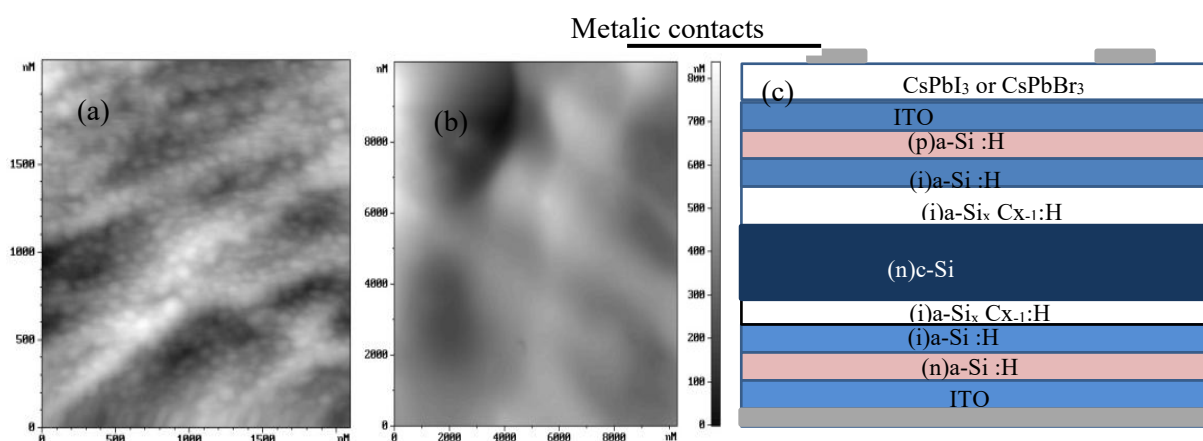 Metalic contacts
(a)
nM
1500
1000
500
0
0
500
1000
nM
(b)
nM
8000
6000
4000
2000
0
0
2000
4000
6000
8000
nM
800
700
600
500
400
300
200
100
0
(c)
CsPbI₃ or CsPbBr₃
ITO
(p)a-Si :H
(i)a-Si :H
(i)a-Siₓ Cx₋₁:H
(n)c-Si
(i)a-Siₓ Cx₋₁:H
(i)a-Si :H
(n)a-Si :H
ITO